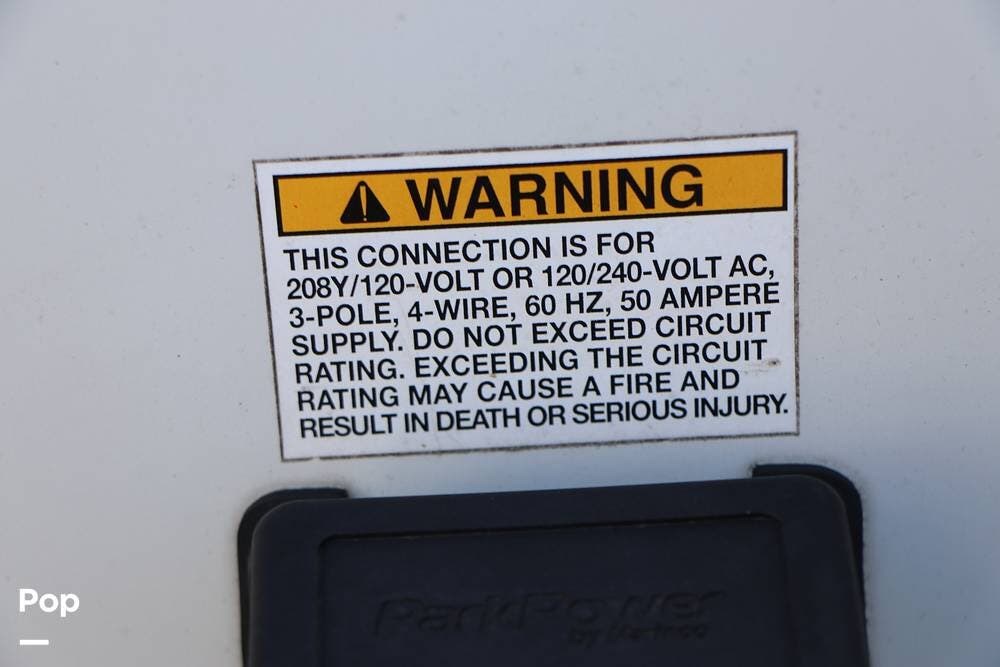 WARNING
THIS CONNECTION IS FOR
208Y/120-VOLT OR 120/240-VOLT AC,
3-POLE, 4-WIRE, 60 HZ, 50 AMPERE
SUPPLY. DO NOT EXCEED CIRCUIT
RATING. EXCEEDING THE CIRCUIT
RATING MAY CAUSE A FIRE AND
RESULT IN DEATH OR SERIOUS INJURY.
ParkPower
by Marinco
Pop